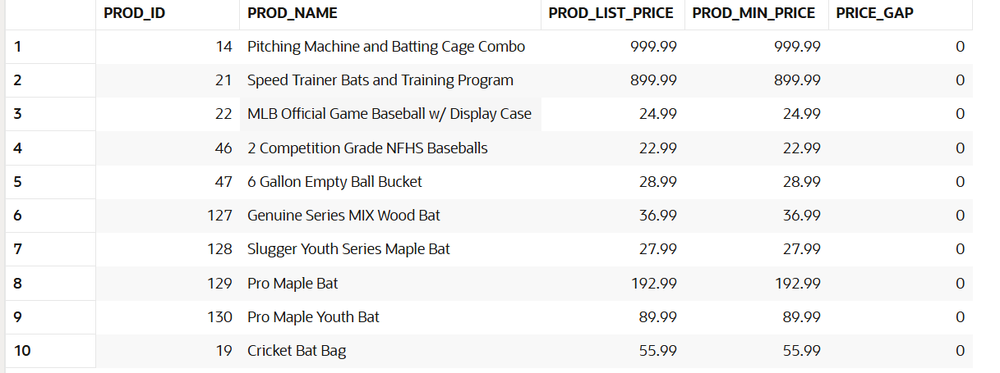 PROD_ID PROD_NAME PROD_LIST_PRICE PROD_MIN_PRICE PRICE_GAP
1 14 Pitching Machine and Batting Cage Combo 999.99 999.99 0
2 21 Speed Trainer Bats and Training Program 899.99 899.99 0
3 22 MLB Official Game Baseball w/ Display Case 24.99 24.99 0
4 46 2 Competition Grade NFHS Baseballs 22.99 22.99 0
5 47 6 Gallon Empty Ball Bucket 28.99 28.99 0
6 127 Genuine Series MIX Wood Bat 36.99 36.99 0
7 128 Slugger Youth Series Maple Bat 27.99 27.99 0
8 129 Pro Maple Bat 192.99 192.99 0
9 130 Pro Maple Youth Bat 89.99 89.99 0
10 19 Cricket Bat Bag 55.99 55.99 0